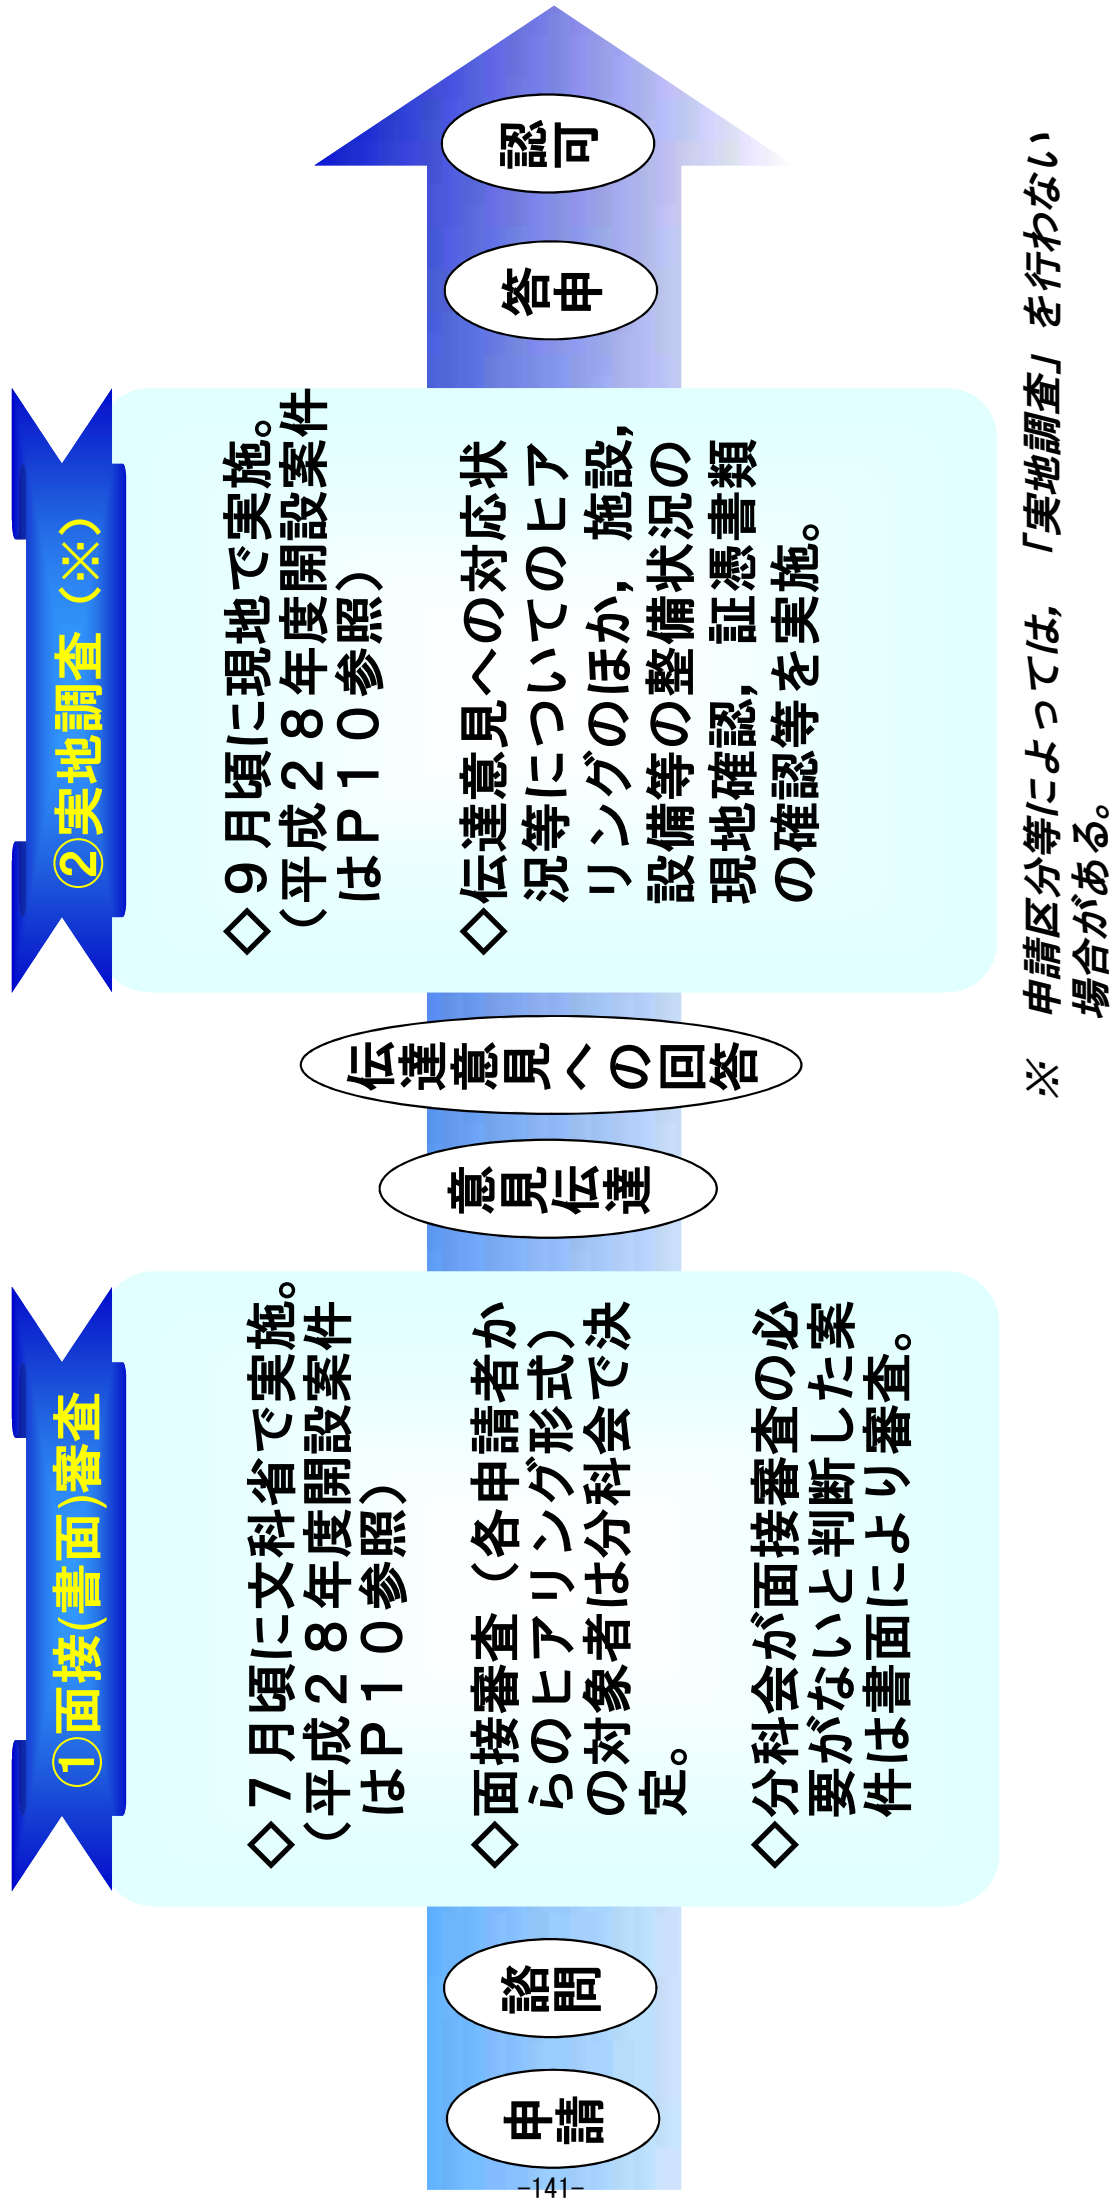 ①面接(書面)審査
◇７月頃に文科省で実施。
（平成２８年度開設案件
はＰ１０参照）
◇面接審査（各申請者か
らのヒアリング形式）
の対象者は分科会で決
定。
◇分科会が面接審査の必
要がないと判断した案
件は書面により審査。
②実地調査（※）
◇９月頃に現地で実施。
（平成２８年度開設案件
はＰ１０参照）
◇伝達意見への対応状
況等についてのヒア
リングのほか，施設，
設備等の整備状況の
現地確認，証憑書類
の確認等を実施。
申請
諮問
意見伝達
伝達意見への回答
答申
認可
※　申請区分等によっては，「実地調査」を行わない
場合がある。
-141-